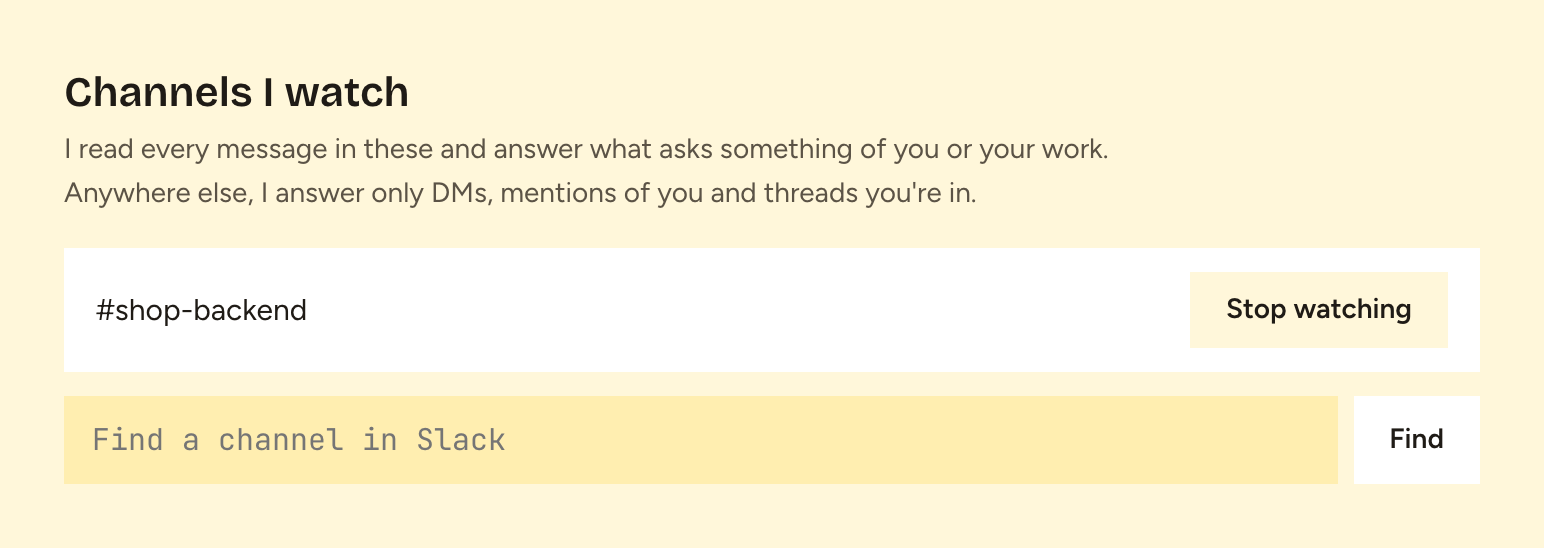 Channels I watch
I read every message in these and answer what asks something of you or your work.
Anywhere else, I answer only DMs, mentions of you and threads you're in.
#shop-backend
Stop watching
Find a channel in Slack
Find